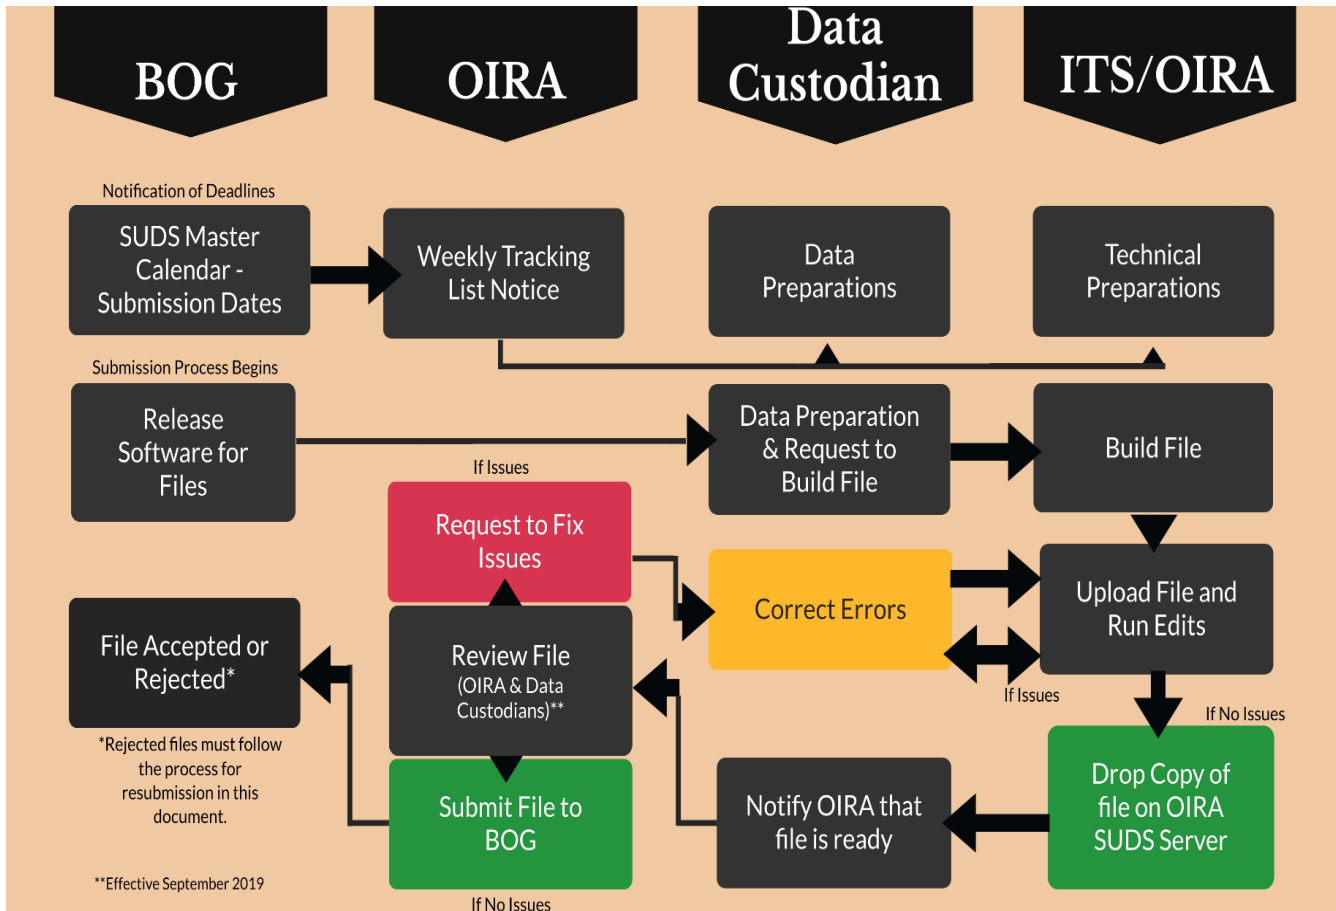 BOG
OIRA
Data
Custodian
ITS/OIRA
Notification of Deadlines
SUDS Master
Calendar -
Submission Dates
Weekly Tracking
List Notice
Data
Preparations
Technical
Preparations
Submission Process Begins
Release
Software for
Files
Data Preparation
& Request to
Build File
Build File
If Issues
Request to Fix
Issues
Correct Errors
Upload File and
Run Edits
If Issues
If No Issues
File Accepted or
Rejected*
Review File
(OIRA & Data
Custodians)**
*Rejected files must follow
the process for
resubmission in this
document.
Submit File to
BOG
Notify OIRA that
file is ready
Drop Copy of
file on OIRA
SUDS Server
**Effective September 2019
If No Issues